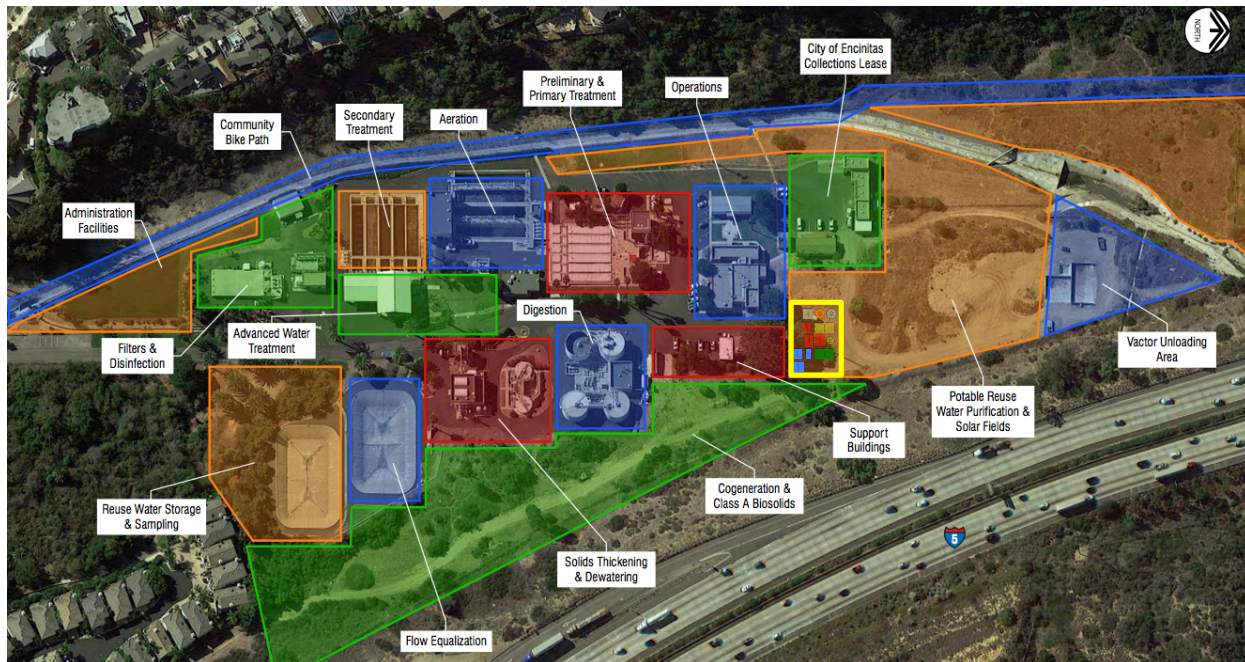 NORTH
City of Encinitas
Collections Lease
Preliminary &
Primary Treatment
Operations
Secondary
Treatment
Aeration
Community
Bike Path
Administration
Facilities
Digestion
Filters &
Disinfection
Advanced Water
Treatment
Vactor Unloading
Area
Potable Reuse
Water Purification &
Solar Fields
Support
Buildings
Cogeneration &
Class A Biosolids
Reuse Water Storage
& Sampling
Solids Thickening
& Dewatering
Flow Equalization
5